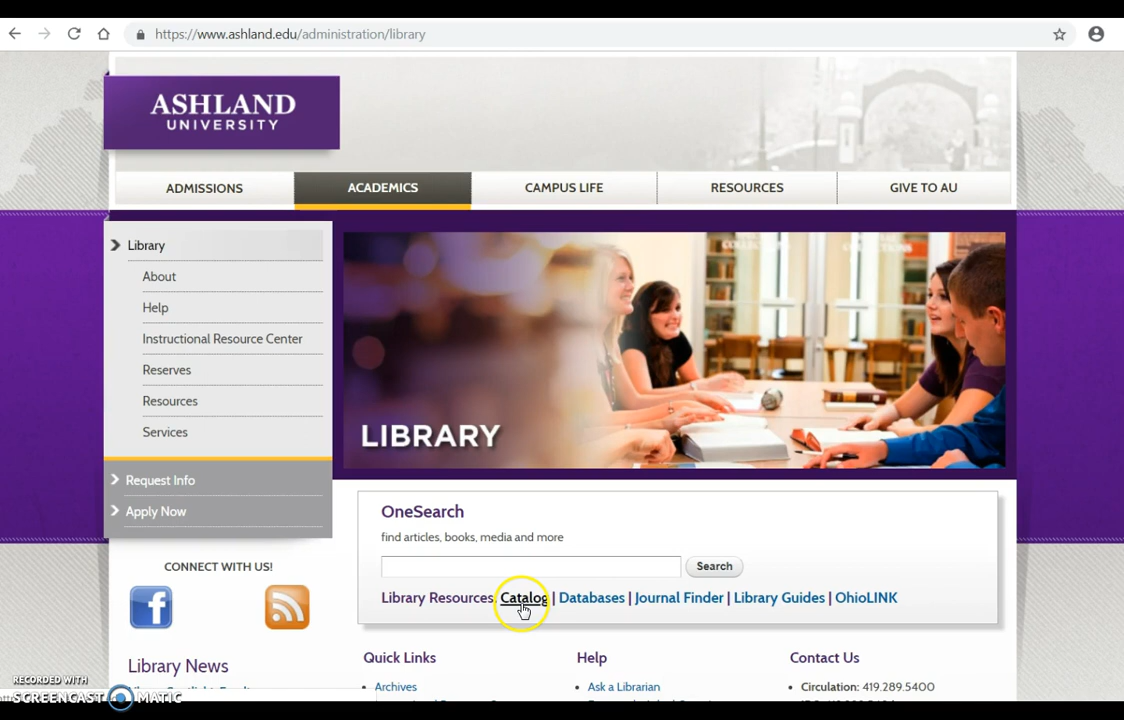 https://www.ashland.edu/administration/library
ASHLAND
UNIVERSITY
ADMISSIONS
ACADEMICS
CAMPUS LIFE
RESOURCES
GIVE TO AU
Library
About
Help
Instructional Resource Center
Reserves
Resources
Services
Request Info
Apply Now
CONNECT WITH US!
Library News
LIBRARY
OneSearch
find articles, books, media and more
Search
Library Resources: Catalog | Databases | Journal Finder | Library Guides | OhioLINK
Quick Links
• Archives
Help
• Ask a Librarian
Contact Us
• Circulation: 419.289.5400
RECORDED WITH
SCREENCAST MATIC